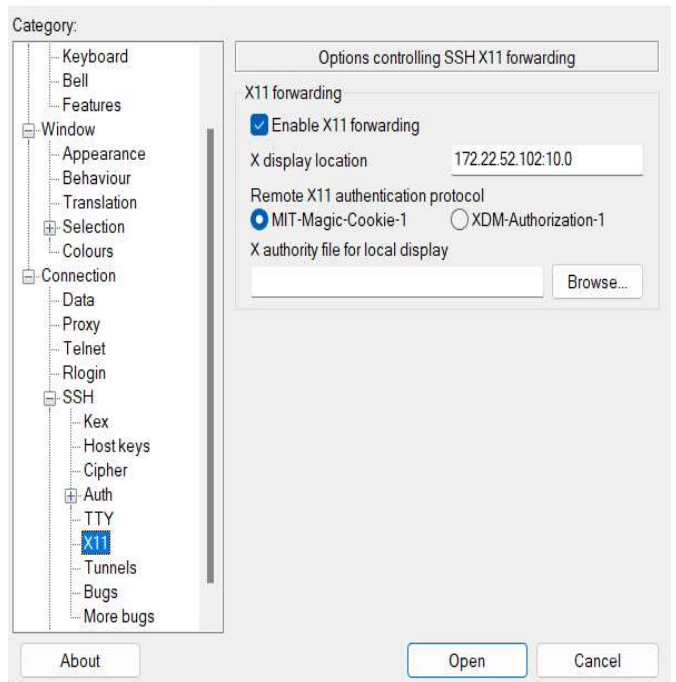 Category:
Keyboard
Bell
Features
Window
Appearance
Behaviour
Translation
Selection
Colours
Connection
Data
Proxy
Telnet
Rlogin
SSH
Kex
Host keys
Cipher
Auth
TTY
X11
Tunnels
Bugs
More bugs
Options controlling SSH X11 forwarding
X11 forwarding
Enable X11 forwarding
X display location 172.22.52.102:10.0
Remote X11 authentication protocol
MIT-Magic-Cookie-1 XDM-Authorization-1
X authority file for local display
Browse...
About Open Cancel